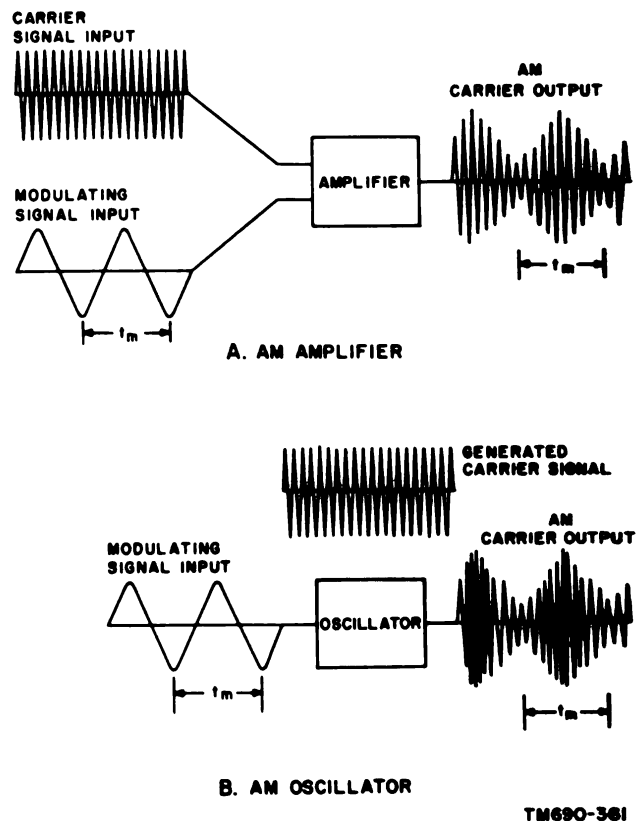 CARRIER
SIGNAL INPUT
AM
CARRIER OUTPUT
AMPLIFIER
MODULATING
SIGNAL INPUT
tm
tm
A. AM AMPLIFIER
GENERATED
CARRIER SIGNAL
AM
CARRIER OUTPUT
MODULATING
SIGNAL INPUT
OSCILLATOR
tm
tm
B. AM OSCILLATOR
TM690-361